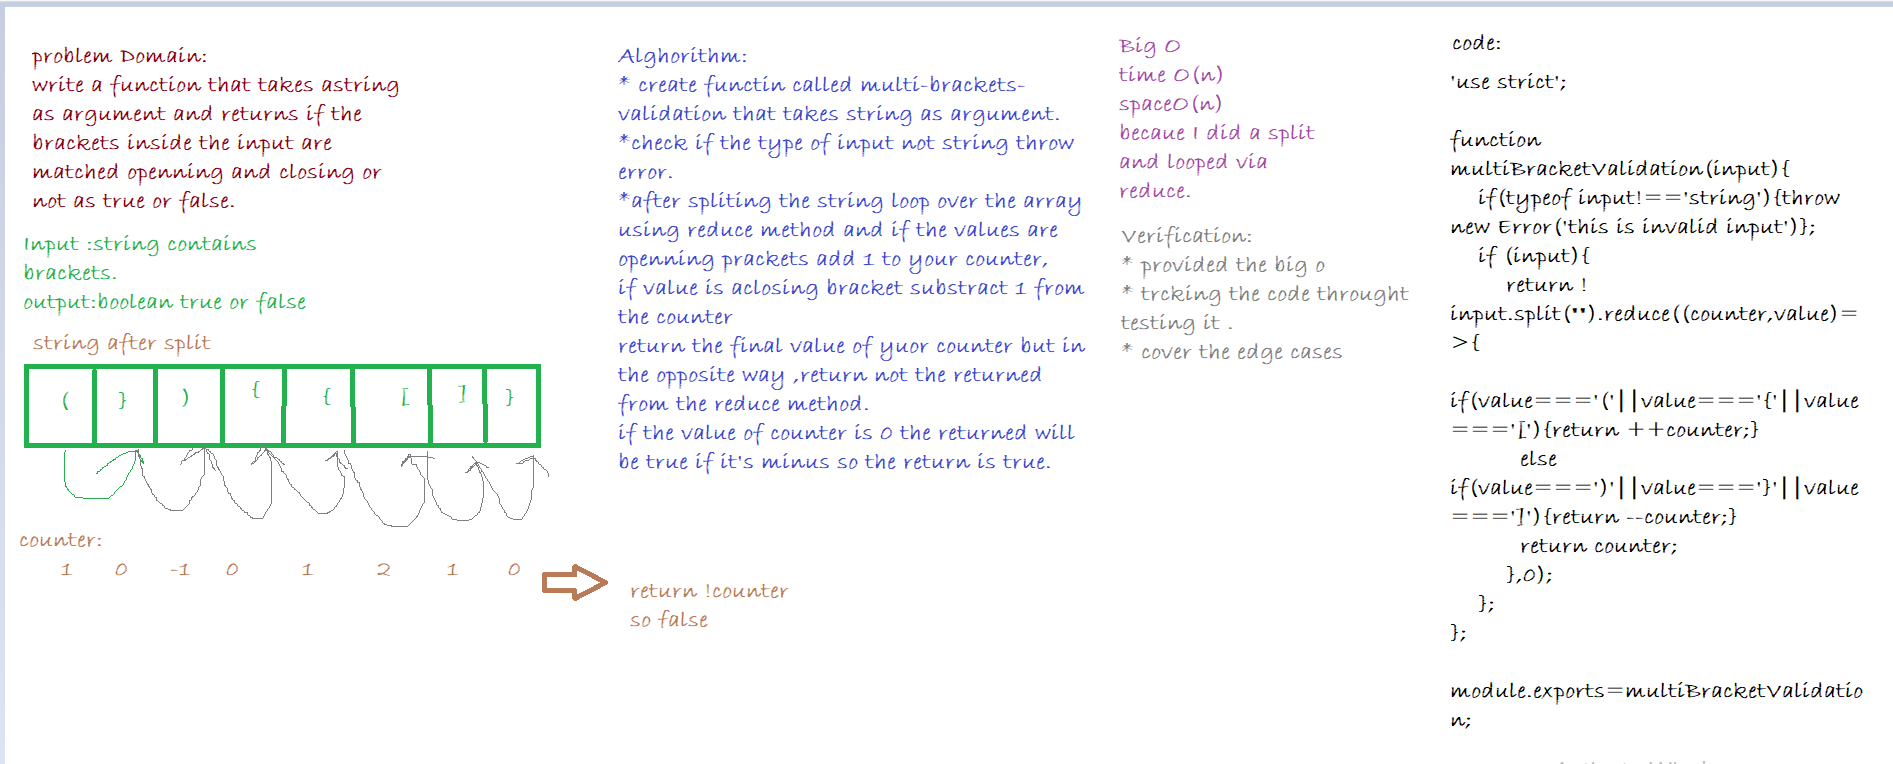 problem Domain:
write a function that takes astring
as argument and returns if the
brackets inside the input are
matched openning and closing or
not as true or false.
Input :string contains
brackets.
output:boolean true or false
string after split
( } ) { { [ ] }
counter:
1 0 -1 0 1 2 1 0
Alghorithm:
* create functin called multi-brackets-
validation that takes string as argument.
*check if the type of input not string throw
error.
*after spliting the string loop over the array
using reduce method and if the values are
openning prackets add 1 to your counter,
if value is aclosing bracket substract 1 from
the counter
return the final value of yuor counter but in
the opposite way ,return not the returned
from the reduce method.
if the value of counter is 0 the returned will
be true if it's minus so the return is true.
return !counter
so false
Big O
time O(n)
spaceO(n)
becaue I did a split
and looped via
reduce.
Verification:
* provided the big o
* trcking the code throught
testing it .
* cover the edge cases
code:
'use strict';
function
multiBracketValidation(input){
if(typeof input!=='string'){throw
new Error('this is invalid input')};
if (input){
return !
input.split("").reduce((counter,value)=
>{
if(value==='('||value==='{'||value
==='['){return ++counter;}
else
if(value===')'||value==='}'||value
===']'){return --counter;}
return counter;
},0);
};
};
module.exports=multiBracketValidatio
n;